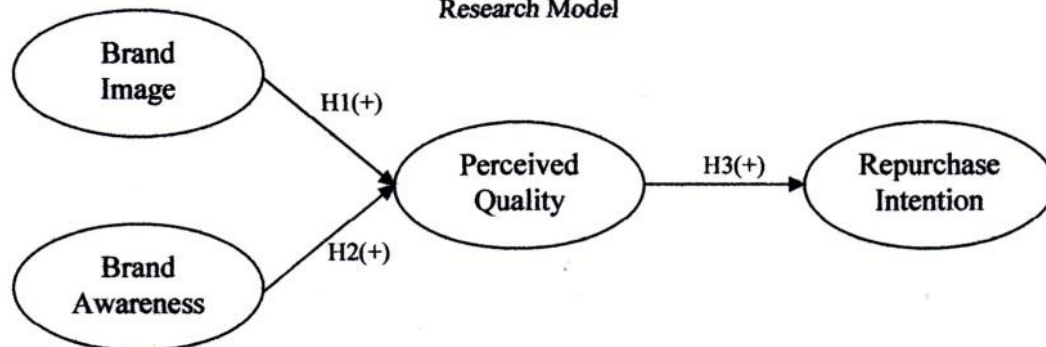 Research Model
Brand
Image
H1(+)
Perceived
Quality
H3(+)
Repurchase
Intention
H2(+)
Brand
Awareness